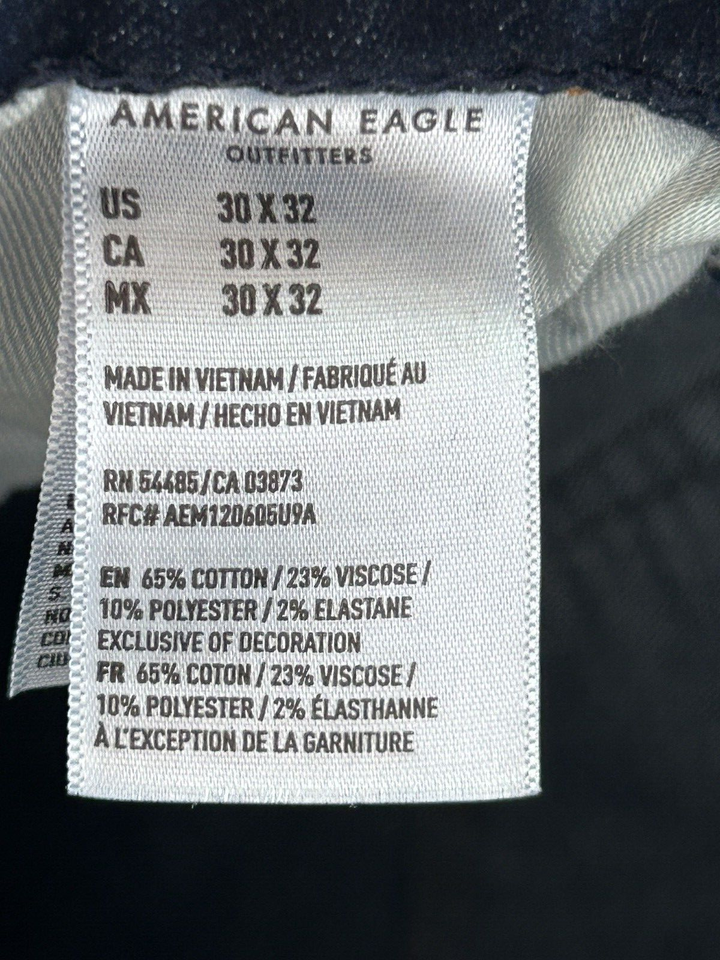 AMERICAN EAGLE
OUTFITTERS
US 30 X 32
CA 30 X 32
MX 30 X 32
MADE IN VIETNAM / FABRIQUÉ AU
VIETNAM / HECHO EN VIETNAM
RN 54485/CA 03873
RFC# AEM120605U9A
EN 65% COTTON / 23% VISCOSE /
10% POLYESTER / 2% ELASTANE
EXCLUSIVE OF DECORATION
FR 65% COTON / 23% VISCOSE /
10% POLYESTER / 2% ÉLASTHANNE
À L'EXCEPTION DE LA GARNITURE